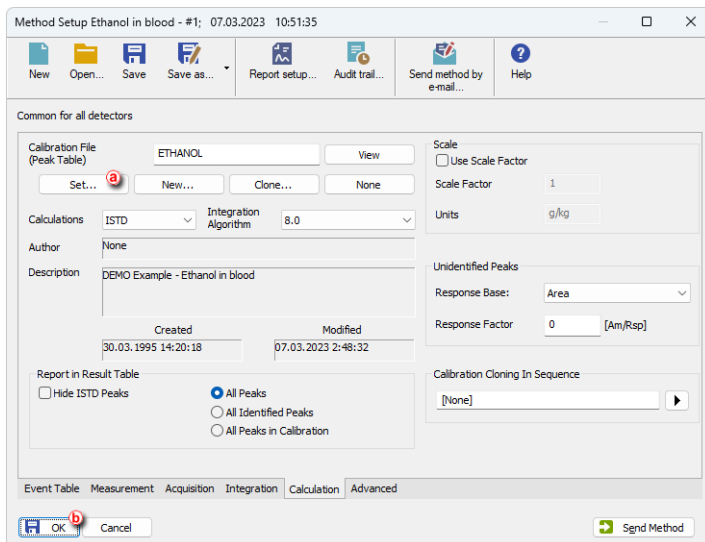 Method Setup Ethanol in blood - #1; 07.03.2023 10:51:35
New Open... Save Save as... Report setup... Audit trail... Send method by e-mail... Help
Common for all detectors
Calibration File (Peak Table) ETHANOL View
Set... a New... Clone... None
Calculations ISTD Integration Algorithm 8.0
Author None
Description DEMO Example - Ethanol in blood
Created Modified
30.03.1995 14:20:18 07.03.2023 2:48:32
Report in Result Table
Hide ISTD Peaks All Peaks
All Identified Peaks
All Peaks in Calibration
Scale
Use Scale Factor
Scale Factor 1
Units g/kg
Unidentified Peaks
Response Base: Area
Response Factor 0 [Am/Rsp]
Calibration Cloning In Sequence
[None]
Event Table Measurement Acquisition Integration Calculation Advanced
OK b Cancel Send Method